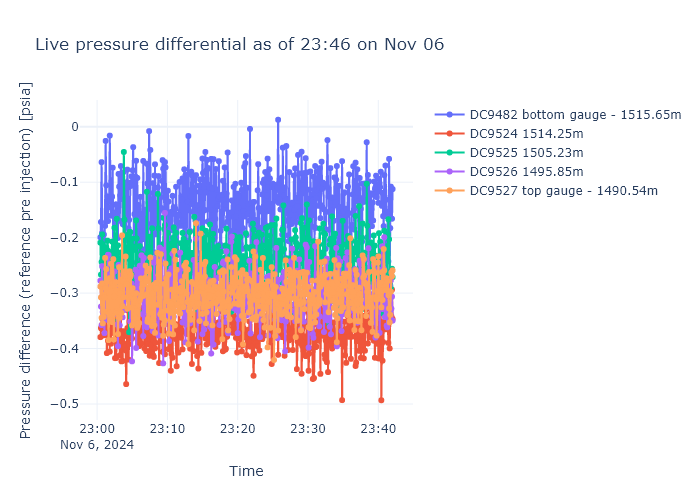 Live pressure differential as of 23:46 on Nov 06
Pressure difference (reference pre injection) [psia]
0
−0.1
−0.2
−0.3
−0.4
−0.5
23:00
Nov 6, 2024
23:10
23:20
23:30
23:40
Time
DC9482 bottom gauge - 1515.65m
DC9524 1514.25m
DC9525 1505.23m
DC9526 1495.85m
DC9527 top gauge - 1490.54m